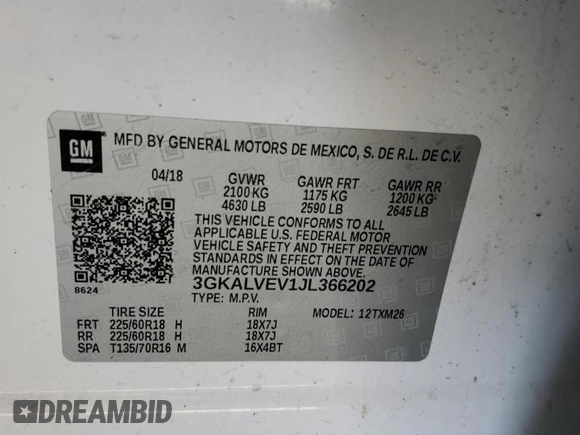 GM
MFD BY GENERAL MOTORS DE MEXICO, S. DE R.L. DE C.V.
04/18 GVWR GAWR FRT GAWR RR
2100 KG 1175 KG 1200 KG
4630 LB 2590 LB 2645 LB
THIS VEHICLE CONFORMS TO ALL
APPLICABLE U.S. FEDERAL MOTOR
VEHICLE SAFETY AND THEFT PREVENTION
STANDARDS IN EFFECT ON THE DATE OF
MANUFACTURE SHOWN ABOVE.
8624 3GKALVEV1JL366202
TYPE: M.P.V.
TIRE SIZE RIM MODEL: 12TXM26
FRT 225/60R18 H 18X7J
RR 225/60R18 H 18X7J
SPA T135/70R16 M 16X4BT
DREAMBID